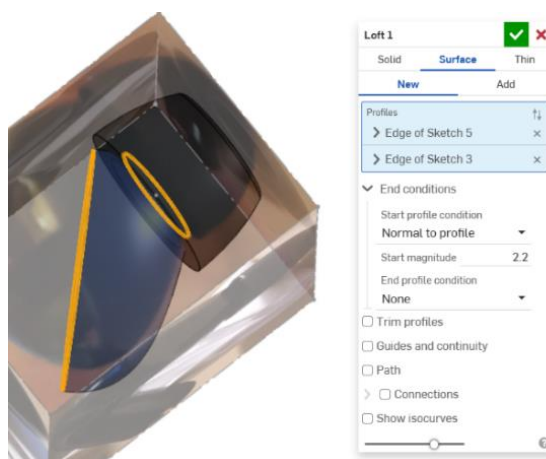 Loft 1
Solid Surface Thin
New Add
Profiles
Edge of Sketch 5
Edge of Sketch 3
End conditions
Start profile condition
Normal to profile
Start magnitude 2.2
End profile condition
None
Trim profiles
Guides and continuity
Path
Connections
Show isocurves